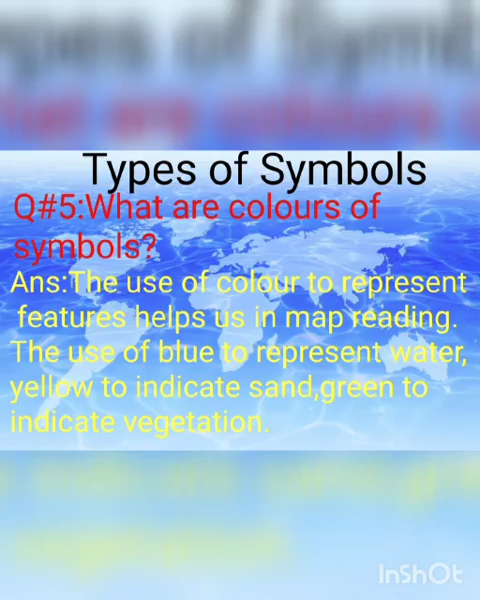 Types of Symbols
Q#5:What are colours of
symbols?
Ans:The use of colour to represent
features helps us in map reading.
The use of blue to represent water,
yellow to indicate sand,green to
indicate vegetation.
InShOt